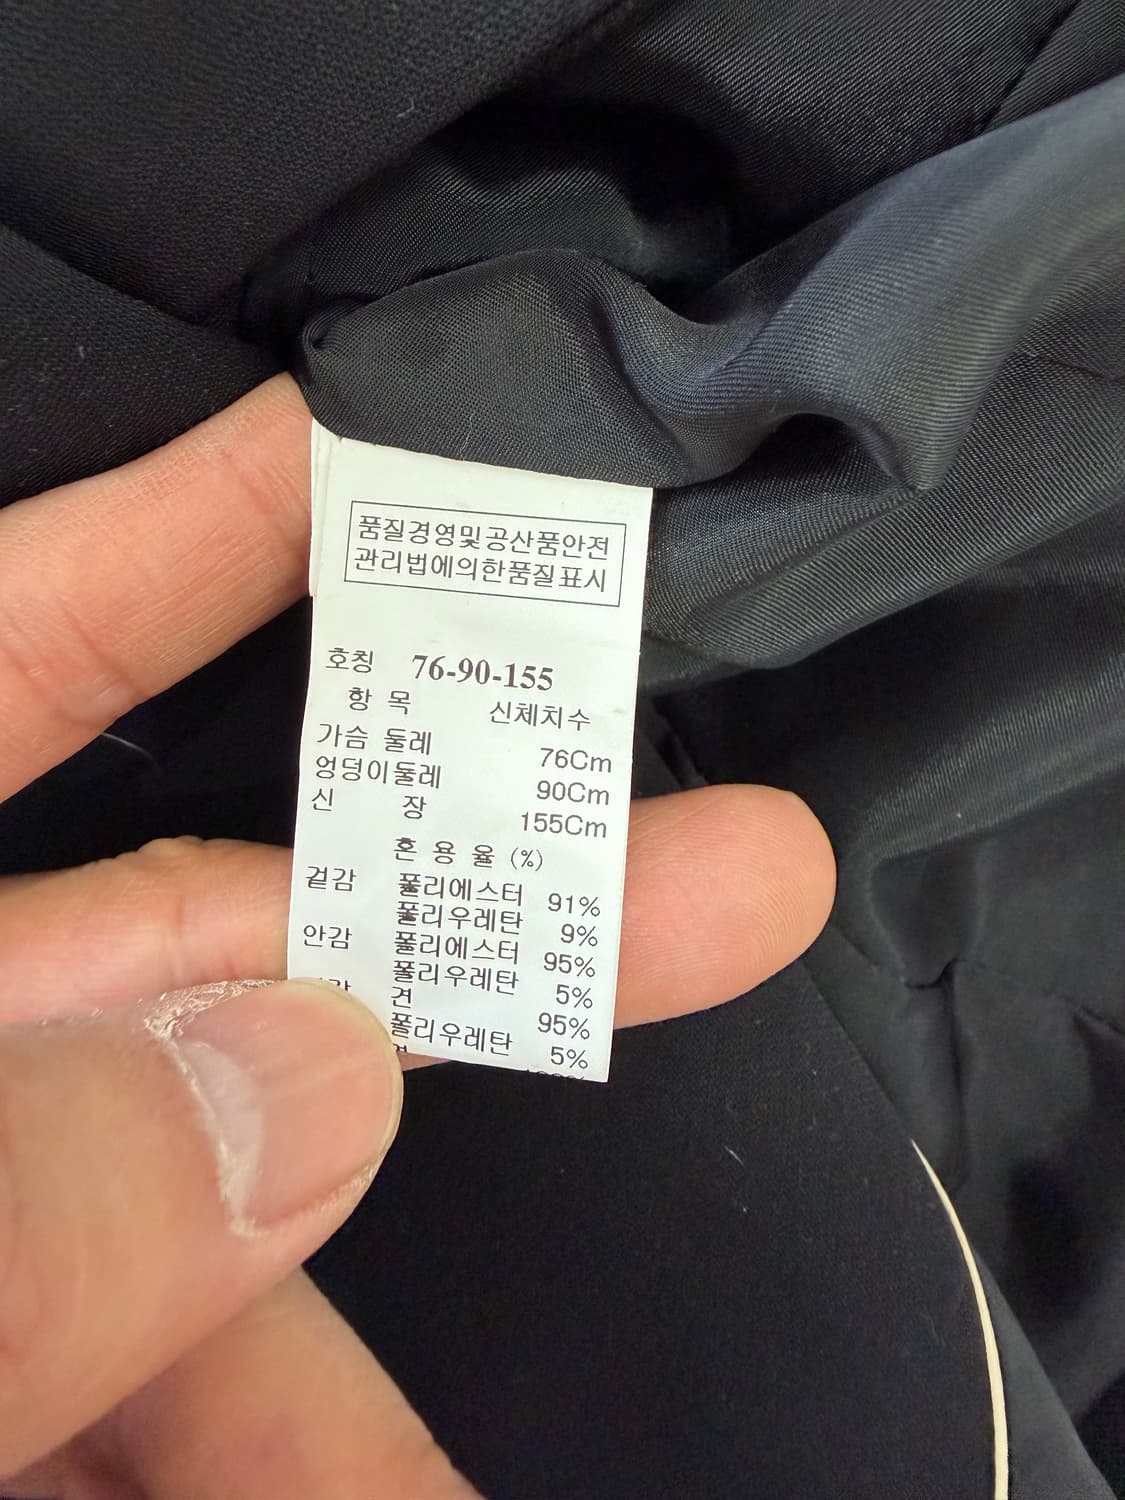 품질경영및공산품안전
관리법에의한품질표시
호칭 76-90-155
항 목 신체치수
가슴 둘레 76Cm
엉덩이둘레 90Cm
신 장 155Cm
혼 용 율 (%)
겉감 폴리에스터 91%
폴리우레탄 9%
안감 폴리에스터 95%
폴리우레탄 5%
견 95%
폴리우레탄 5%